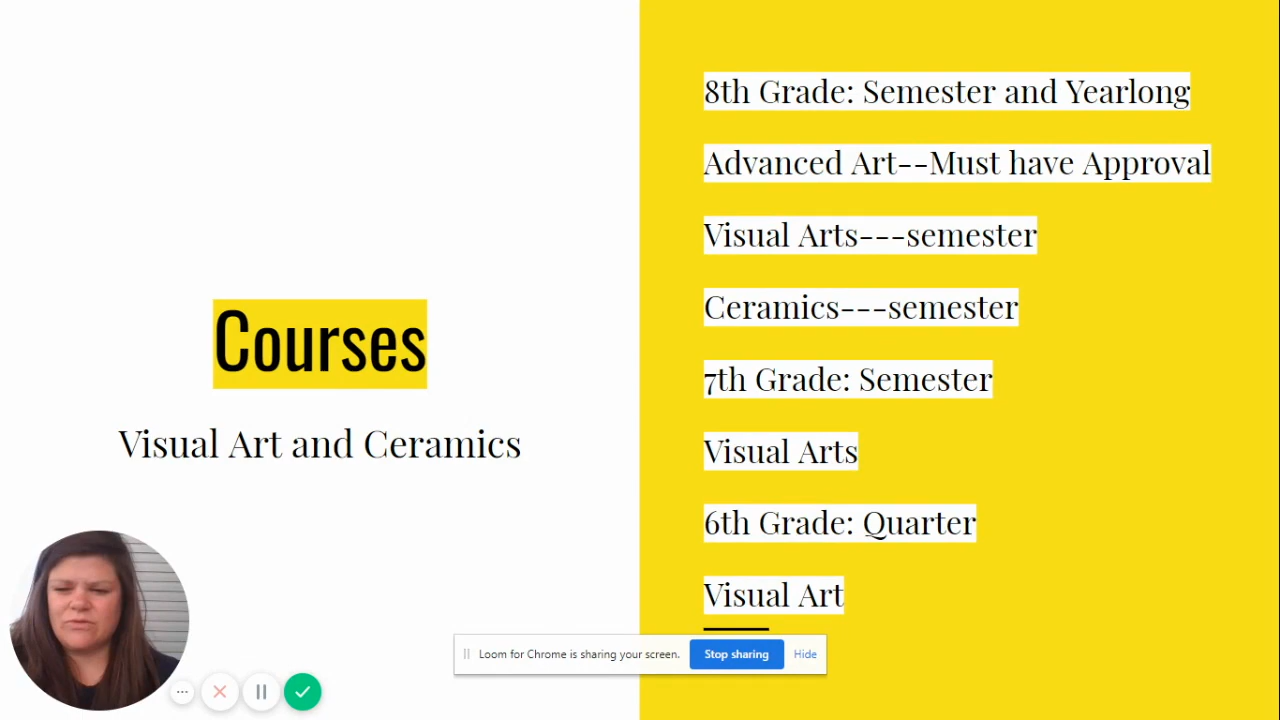 Courses
Visual Art and Ceramics
8th Grade: Semester and Yearlong
Advanced Art--Must have Approval
Visual Arts---semester
Ceramics---semester
7th Grade: Semester
Visual Arts
6th Grade: Quarter
Visual Art
Loom for Chrome is sharing your screen. Stop sharing Hide